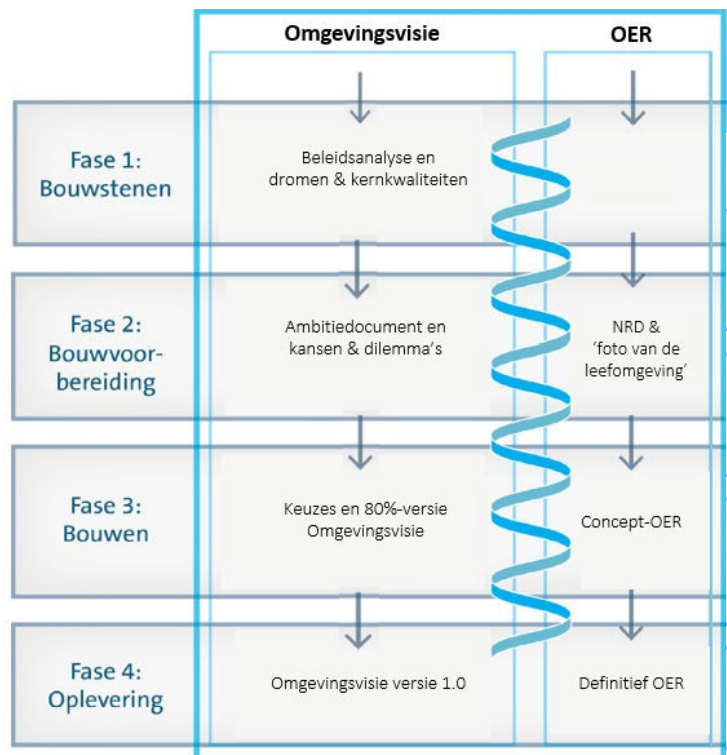 Omgevingsvisie
OER
Fase 1:
Bouwstenen
Beleidsanalyse en
dromen & kernkwaliteiten
Fase 2:
Bouwvoor-
bereiding
Ambitiedocument en
kansen & dilemma's
NRD &
‘foto van de
leefomgeving’
Fase 3:
Bouwen
Keuzes en 80%-versie
Omgevingsvisie
Concept-OER
Fase 4:
Oplevering
Omgevingsvisie versie 1.0
Definitief OER